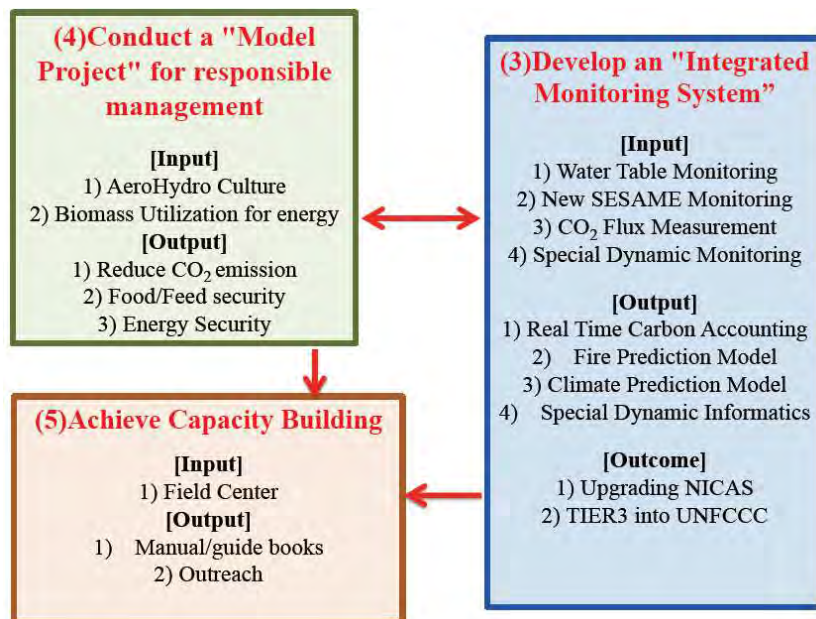 (4)Conduct a "Model
Project" for responsible
management
[Input]
1) AeroHydro Culture
2) Biomass Utilization for energy
[Output]
1) Reduce CO₂ emission
2) Food/Feed security
3) Energy Security
(3)Develop an "Integrated
Monitoring System”
[Input]
1) Water Table Monitoring
2) New SESAME Monitoring
3) CO₂ Flux Measurement
4) Special Dynamic Monitoring
[Output]
1) Real Time Carbon Accounting
2) Fire Prediction Model
3) Climate Prediction Model
4) Special Dynamic Informatics
[Outcome]
1) Upgrading NICAS
2) TIER3 into UNFCCC
(5)Achieve Capacity Building
[Input]
1) Field Center
[Output]
1) Manual/guide books
2) Outreach